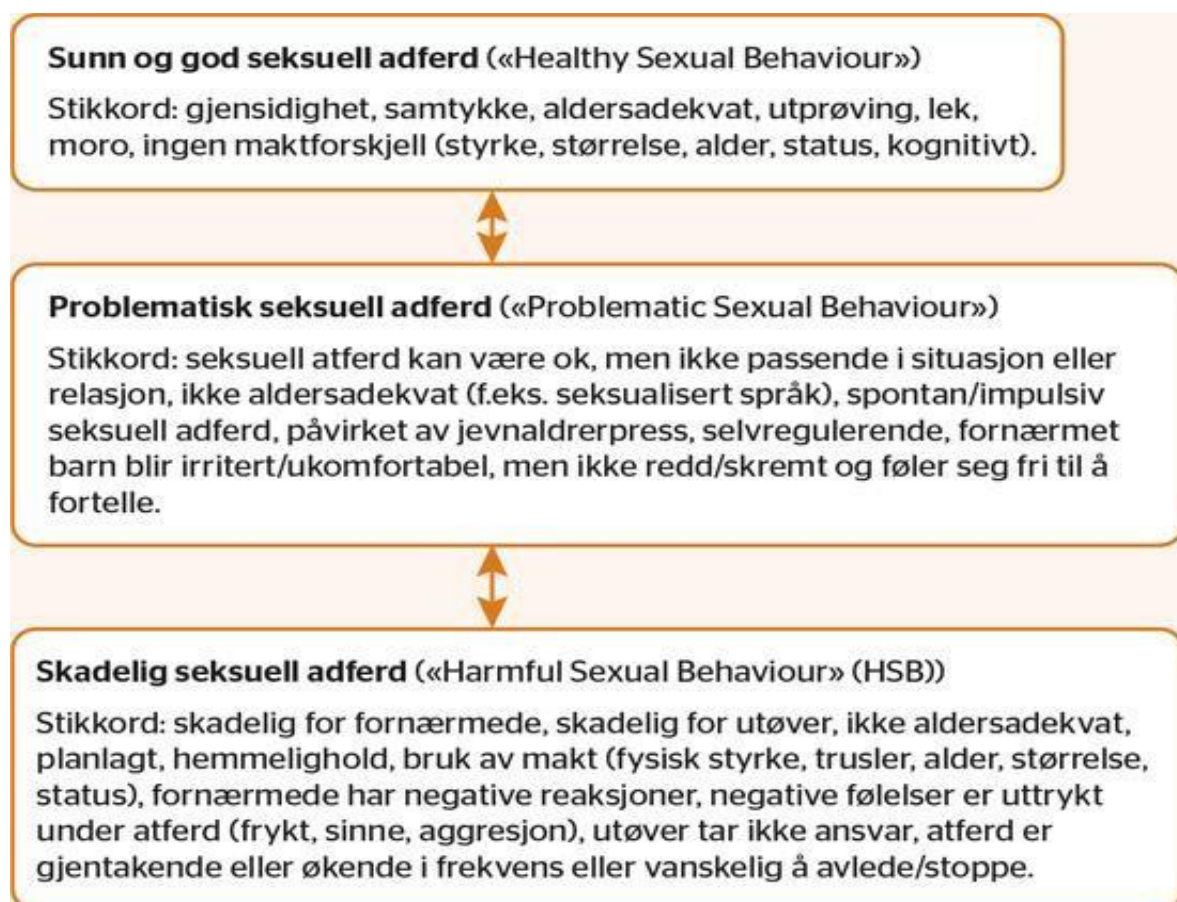 Sunn og god seksuell adferd («Healthy Sexual Behaviour»)
Stikkord: gjensidighet, samtykke, aldersadekvat, utprøving, lek,
moro, ingen maktforskjell (styrke, størrelse, alder, status, kognitivt).
Problematisk seksuell adferd («Problematic Sexual Behaviour»)
Stikkord: seksuell atferd kan være ok, men ikke passende i situasjon eller
relasjon, ikke aldersadekvat (f.eks. seksualisert språk), spontan/impulsiv
seksuell adferd, påvirket av jevnaldrerpress, selvregulerende, fornærmet
barn blir irritert/ukomfortabel, men ikke redd/skremt og føler seg fri til å
fortelle.
Skadelig seksuell adferd («Harmful Sexual Behaviour» (HSB))
Stikkord: skadelig for fornærmede, skadelig for utøver, ikke aldersadekvat,
planlagt, hemmelighold, bruk av makt (fysisk styrke, trusler, alder, størrelse,
status), fornærmede har negative reaksjoner, negative følelser er uttrykt
under atferd (frykt, sinne, aggresjon), utøver tar ikke ansvar, atferd er
gjentakende eller økende i frekvens eller vanskelig å avlede/stoppe.